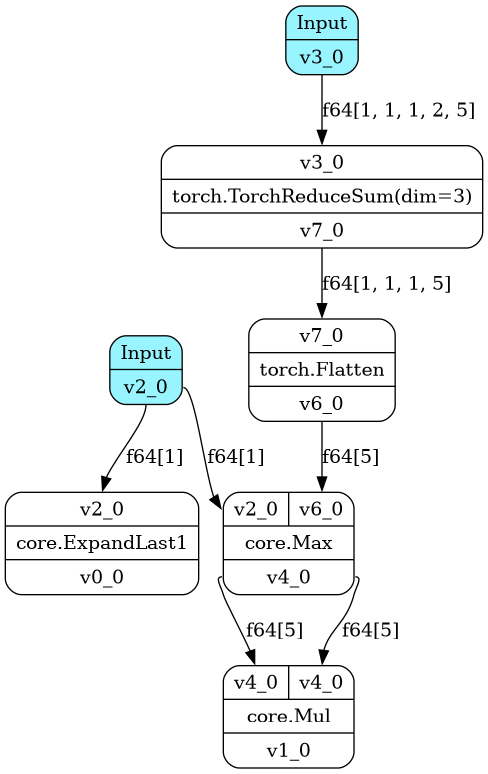 Input
v3_0
f64[1, 1, 1, 2, 5]
v3_0
torch.TorchReduceSum(dim=3)
v7_0
f64[1, 1, 1, 5]
v7_0
torch.Flatten
v6_0
Input
v2_0
f64[1]
f64[1]
f64[5]
v2_0
core.ExpandLast1
v0_0
v2_0 v6_0
core.Max
v4_0
f64[5]
f64[5]
v4_0 v4_0
core.Mul
v1_0